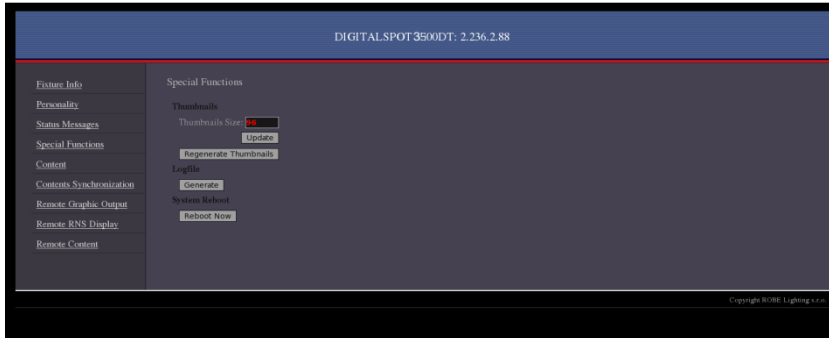 DIGITALSPOT3500DT: 2.236.2.88
Fixture Info
Personality
Status Messages
Special Functions
Content
Contents Synchronization
Remote Graphic Output
Remote RNS Display
Remote Content
Special Functions
Thumbnails
Thumbnails Size: 96
Update
Regenerate Thumbnails
Logfile
Generate
System Reboot
Reboot Now
Copyright ROBE Lighting s.r.o.